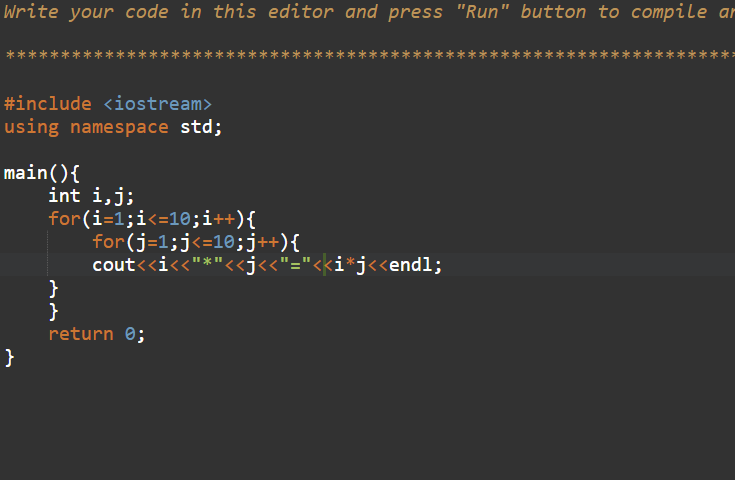 Write your code in this editor and press "Run" button to compile
*******************************************************************
#include <iostream>
using namespace std;
main(){
    int i,j;
    for(i=1;i<=10;i++){
        for(j=1;j<=10;j++){
        cout<<i<<"*"<<j<<"="<<i*j<<endl;
    }
    }
    return 0;
}